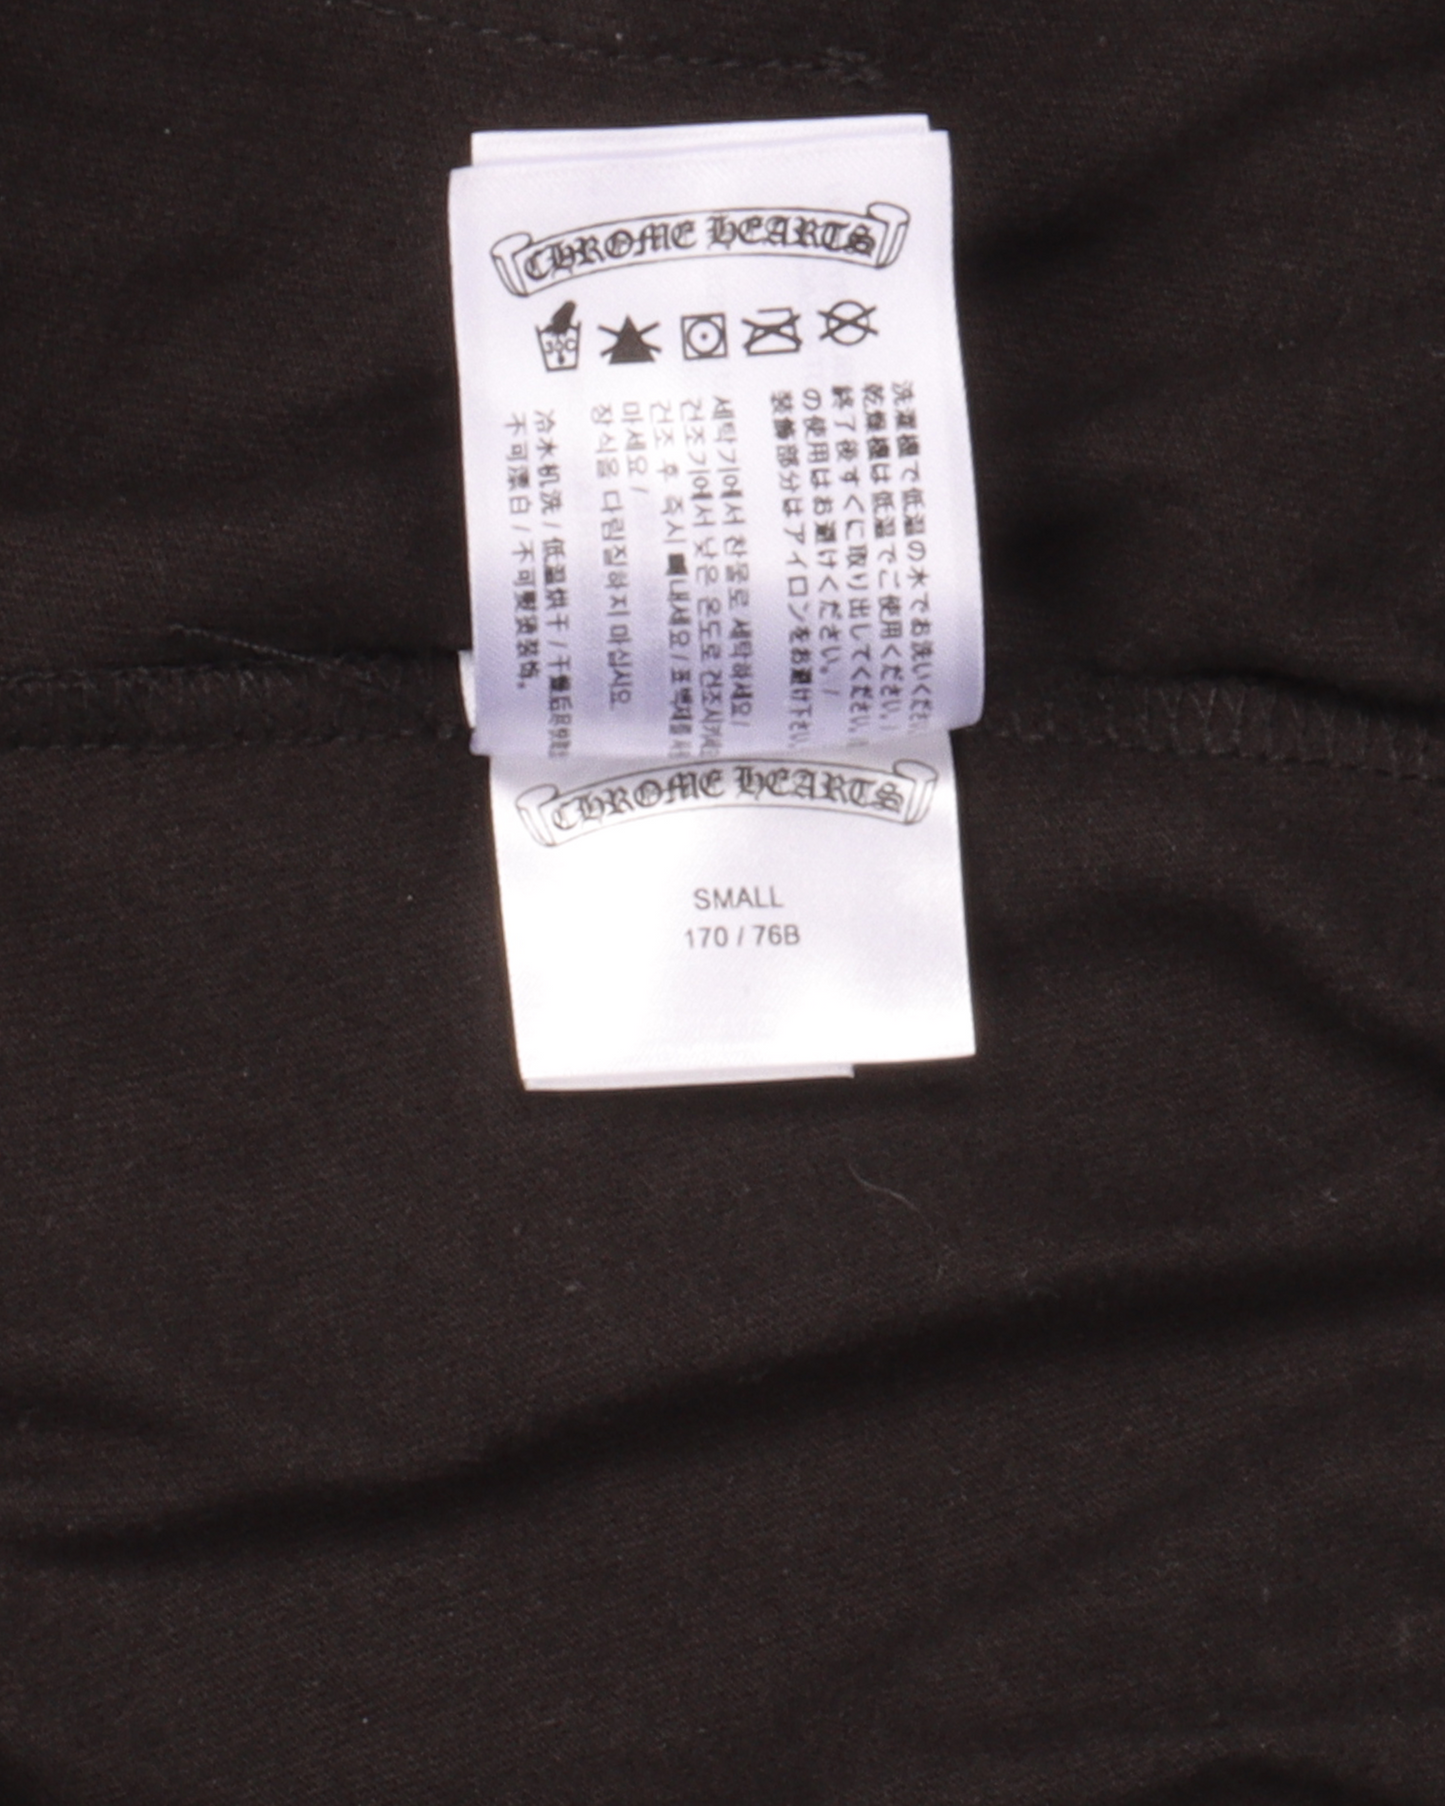 CHROME HEARTS
30C
洗濯機で低温の水でお洗いくださ
乾燥機は低温でご使用ください。/
終了後すぐに取り出してください。
の使用はお避けください。/
装飾部分はアイロンをお避け下さい。
세탁기에서 찬물로 세탁하세요/
건조기에서 낮은 온도로 건조시키세
건조 후 즉시 빼내세요 / 표백제를
마세요 /
장식을 다림질하지 마십시요
冷水机洗 / 低温烘干 / 干燥后
不可漂白 / 不可熨烫装饰。
CHROME HEARTS
SMALL
170 / 76B